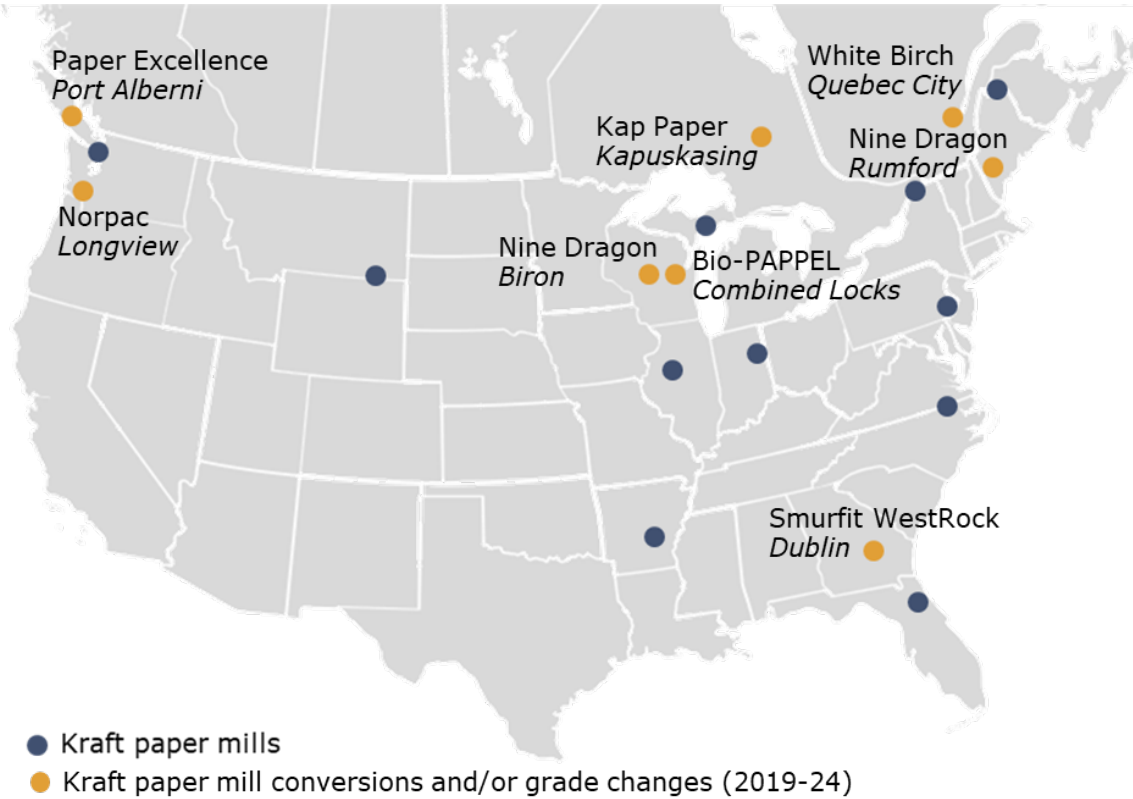 Paper Excellence
Port Alberni
White Birch
Quebec City
Kap Paper
Kapuskasing
Nine Dragon
Rumford
Norpac
Longview
Nine Dragon
Biron
Bio-PAPPEL
Combined Locks
Smurfit WestRock
Dublin
Kraft paper mills
Kraft paper mill conversions and/or grade changes (2019-24)